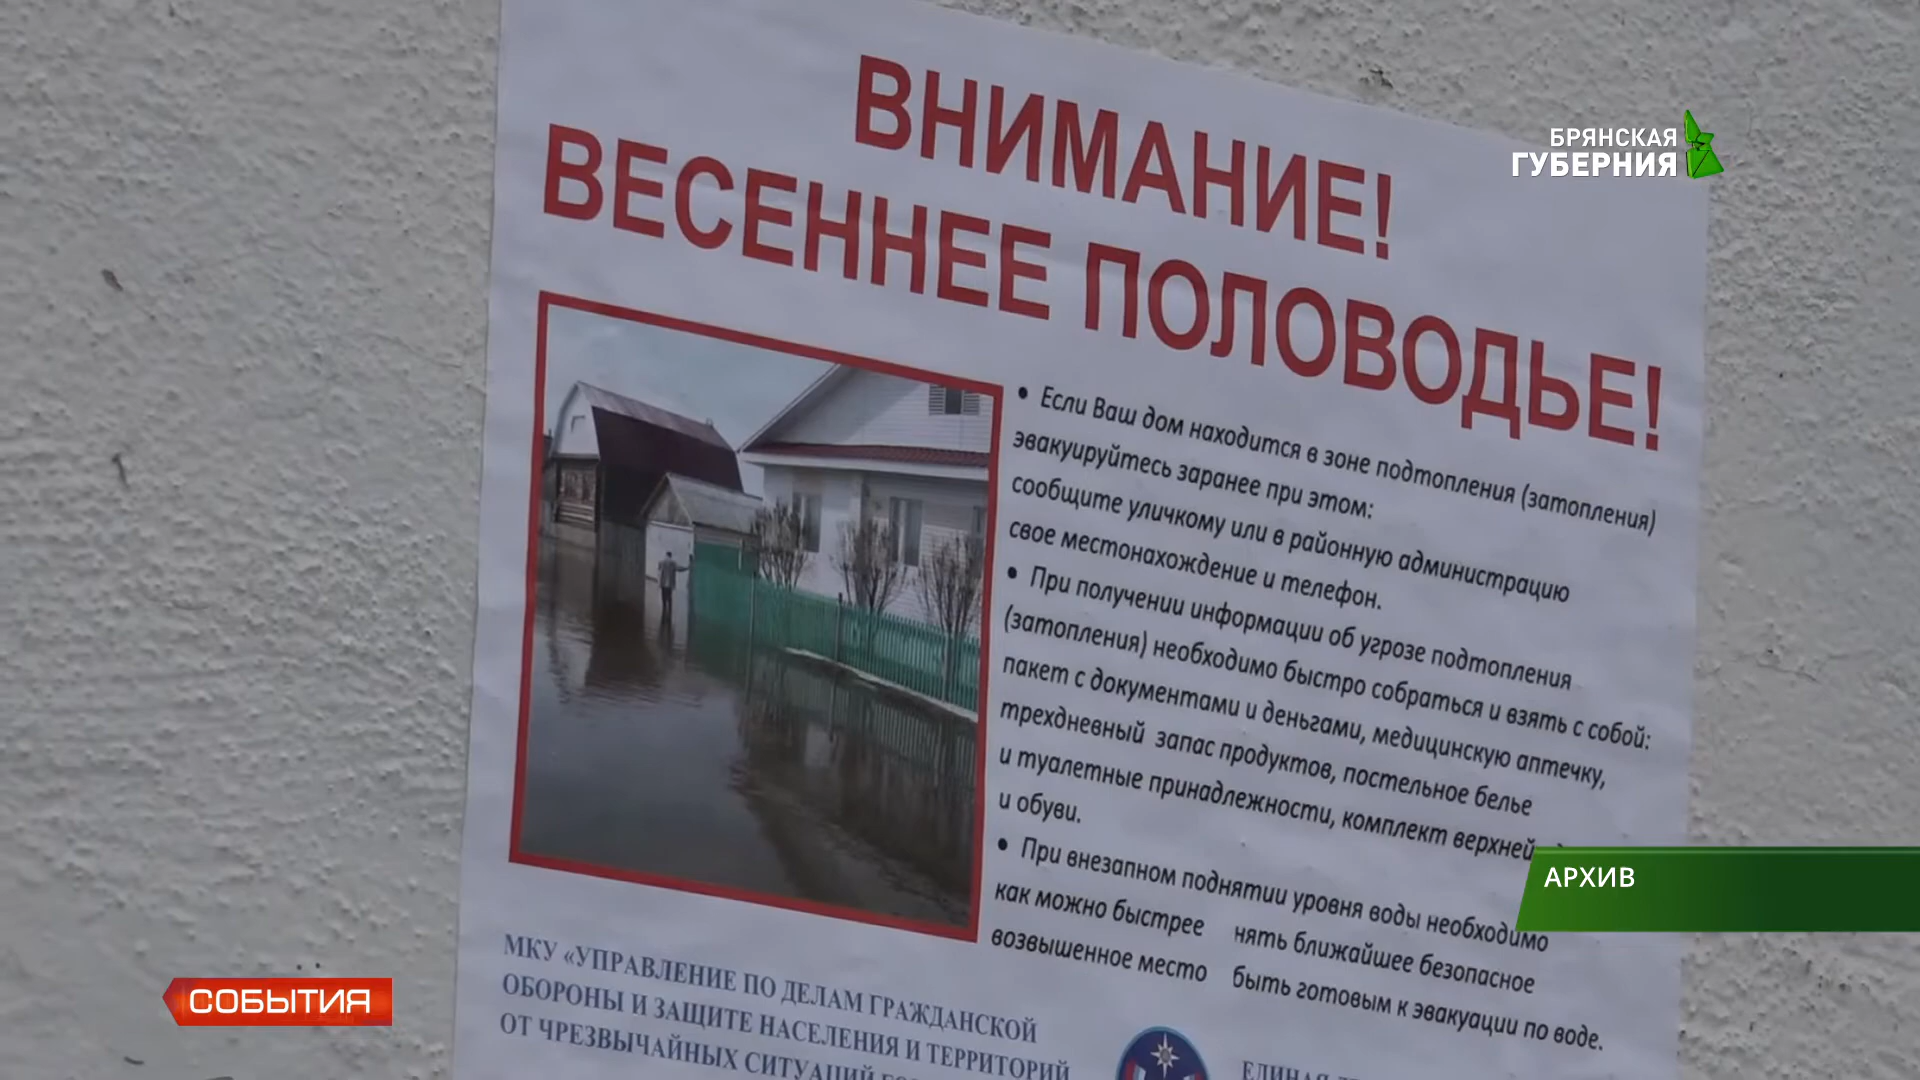 ВНИМАНИЕ!
ВЕСЕННЕЕ ПОЛОВОДЬЕ!
БРЯНСКАЯ
ГУБЕРНИЯ
• Если Ваш дом находится в зоне подтопления (затопления)
эвакуируйтесь заранее при этом:
сообщите уличкому или в районную администрацию
свое местонахождение и телефон.
• При получении информации об угрозе подтопления
(затопления) необходимо быстро собраться и взять с собой:
пакет с документами и деньгами, медицинскую аптечку,
трехдневный запас продуктов, постельное белье
и туалетные принадлежности, комплект верхней
и обуви.
• При внезапном поднятии уровня воды необходимо
как можно быстрее нять ближайшее безопасное
возвышенное место быть готовым к эвакуации по воде.
МКУ «УПРАВЛЕНИЕ ПО ДЕЛАМ ГРАЖДАНСКОЙ
ОБОРОНЫ И ЗАЩИТЕ НАСЕЛЕНИЯ И ТЕРРИТОРИЙ
ОТ ЧРЕЗВЫЧАЙНЫХ СИТУАЦИЙ
ЕДИНАЯ
АРХИВ
СОБЫТИЯ